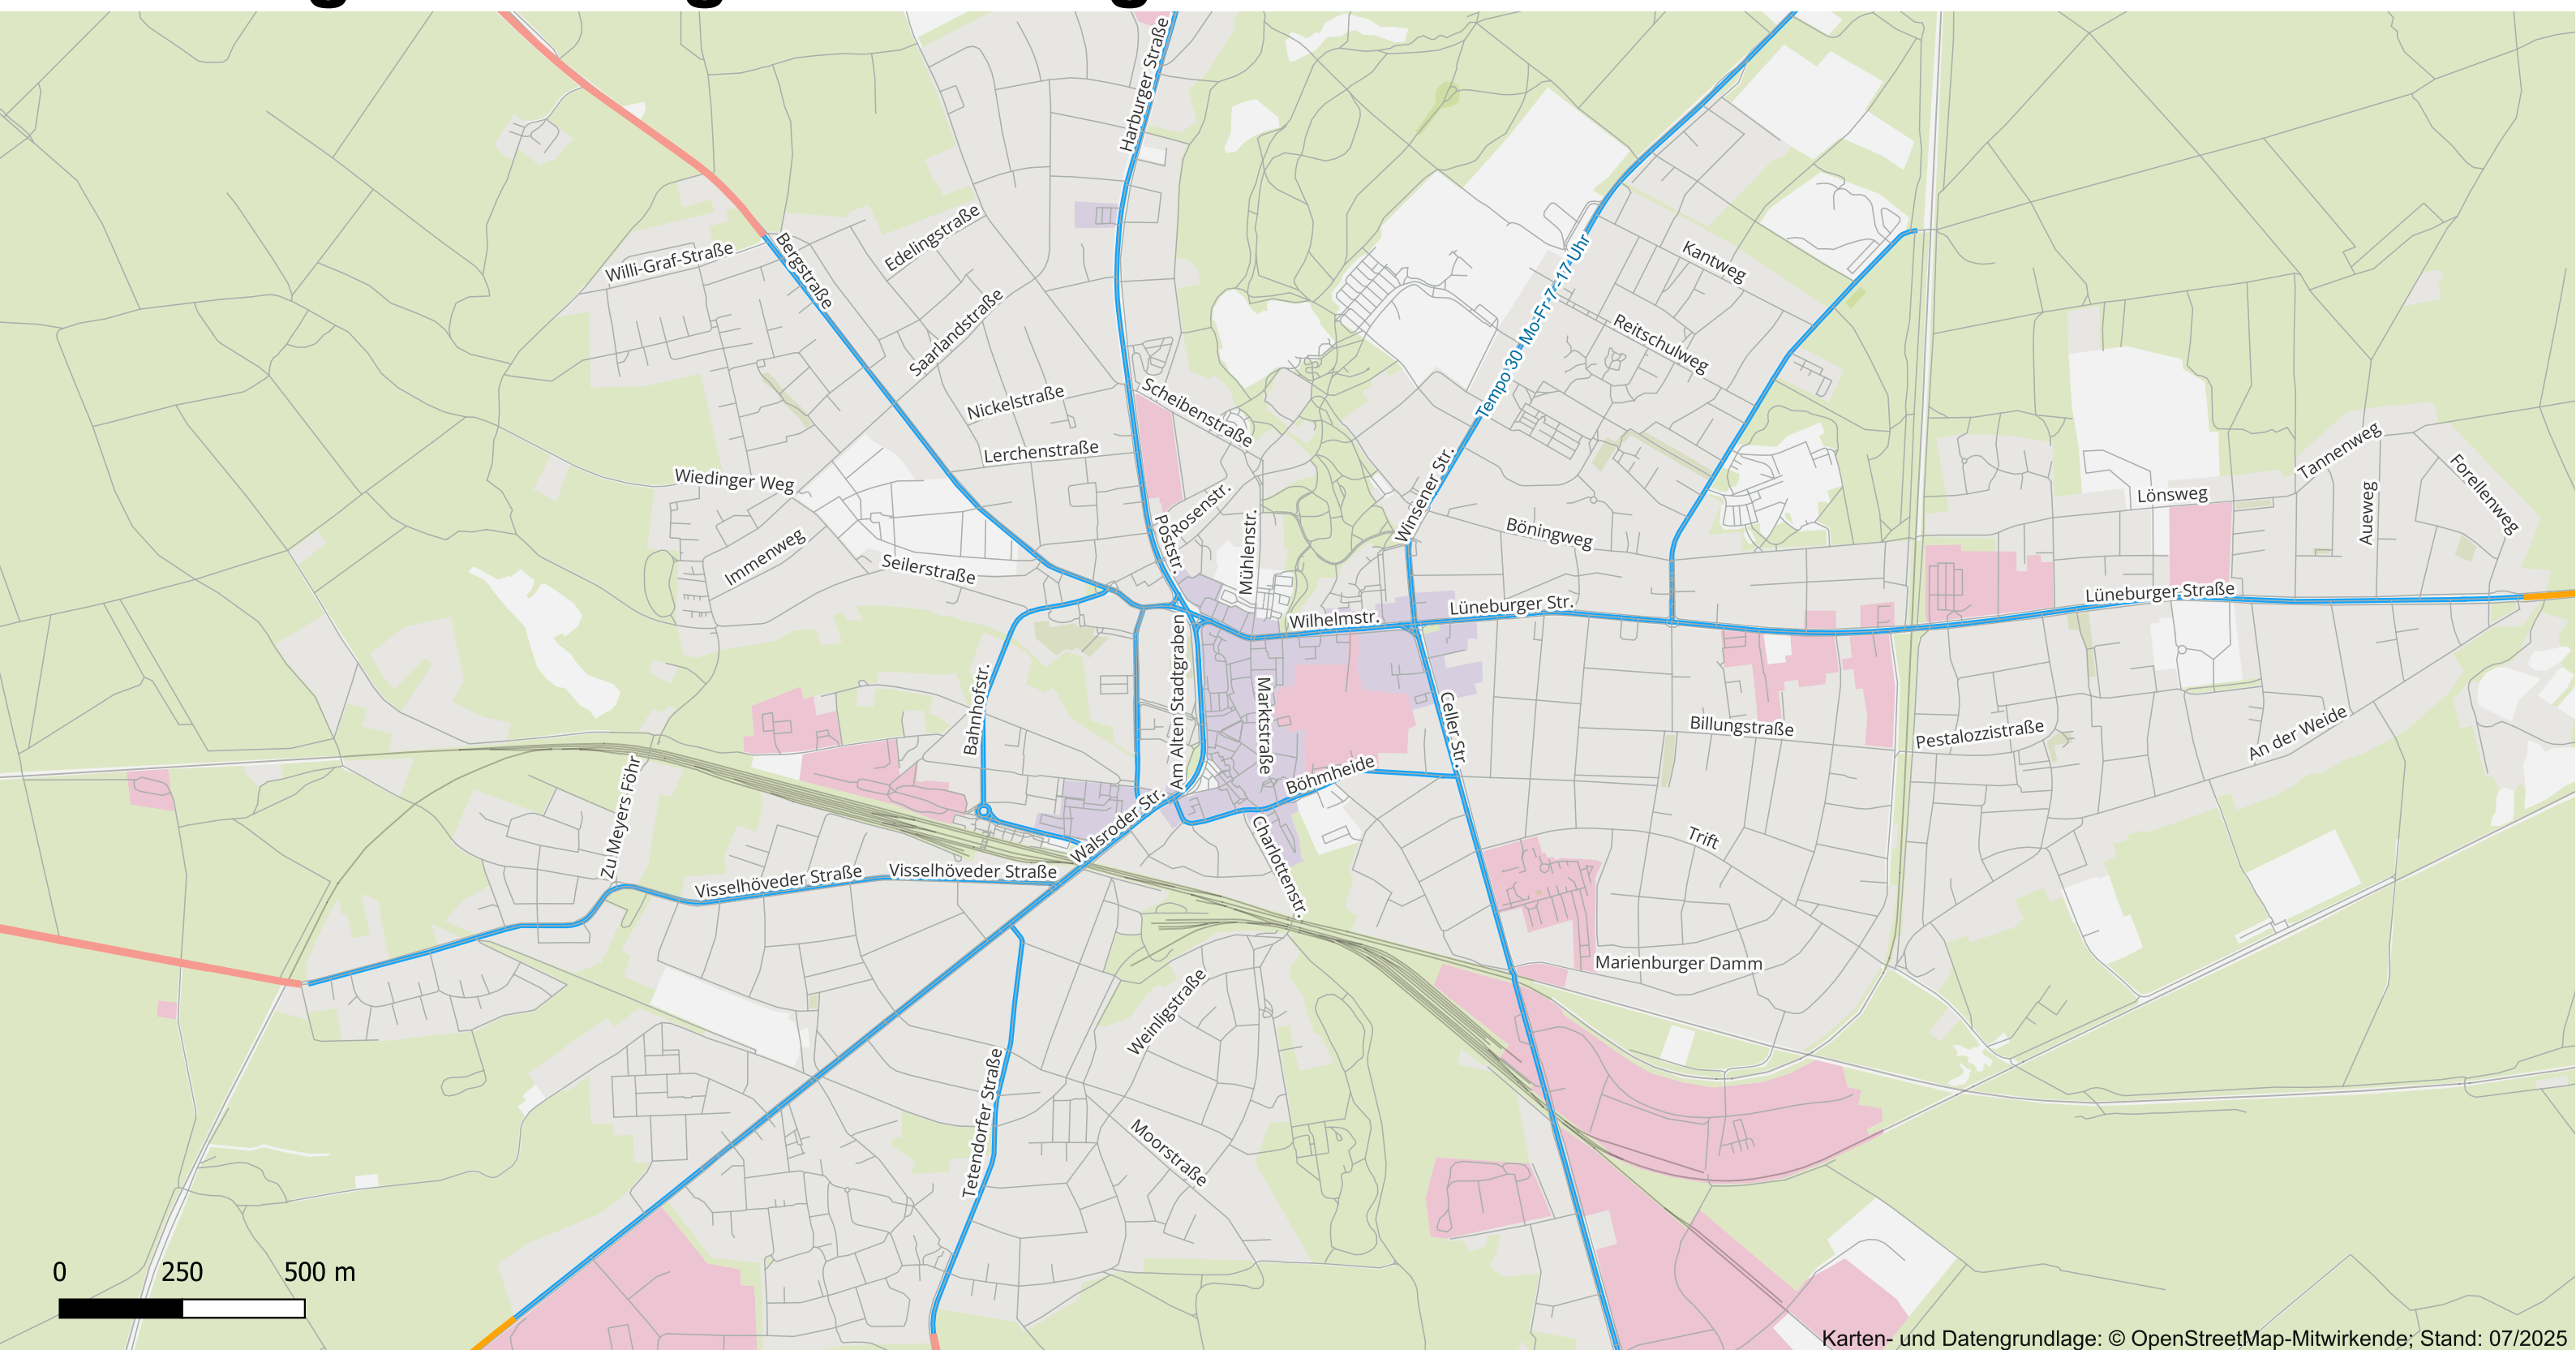 Harburger Straße
Willi-Graf-Straße
Bergstraße
Edelingstraße
Saarlandstraße
Kantweg
Reitschulweg
Tempo 30 -Mo-Fr 7-17 Uhr
Nickelstraße
Scheibenstraße
Lerchenstraße
Wiedinger Weg
Winsener Str.
Tannenweg
Forellenweg
Lönsweg
Aueweg
Rosenstr.
Poststr.
Mühlenstr.
Böningweg
Immenweg
Seilerstraße
Wilhelmstr.
Lüneburger Str.
Lüneburger Straße
Bahnhofstr.
Am Alten Stadtgraben
Marktstraße
Celler Str.
Billungstraße
Pestalozzistraße
An der Weide
Böhmheide
Zu Meyers Föhr
Walsroder Str.
Charlottenstr.
Trift
Visselhöveder Straße
Visselhöveder Straße
Marienburger Damm
Weinligstraße
Tetendorfer Straße
Moorstraße
0 250 500 m
Karten- und Datengrundlage: © OpenStreetMap-Mitwirkende; Stand: 07/2025